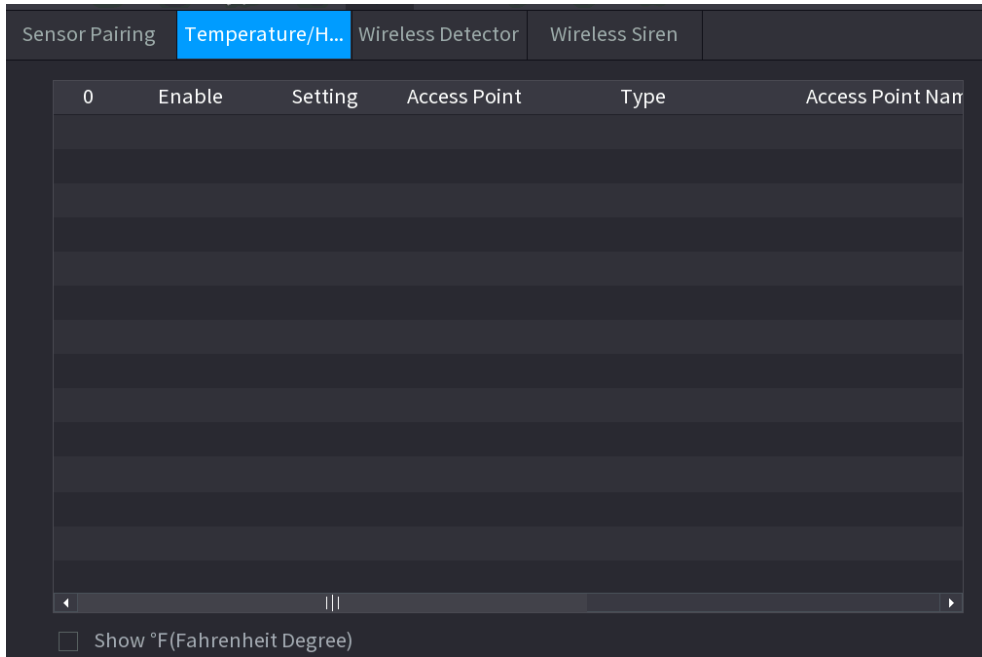 Sensor Pairing Temperature/H... Wireless Detector Wireless Siren
0 Enable Setting Access Point Type Access Point Nam
Show °F(Fahrenheit Degree)